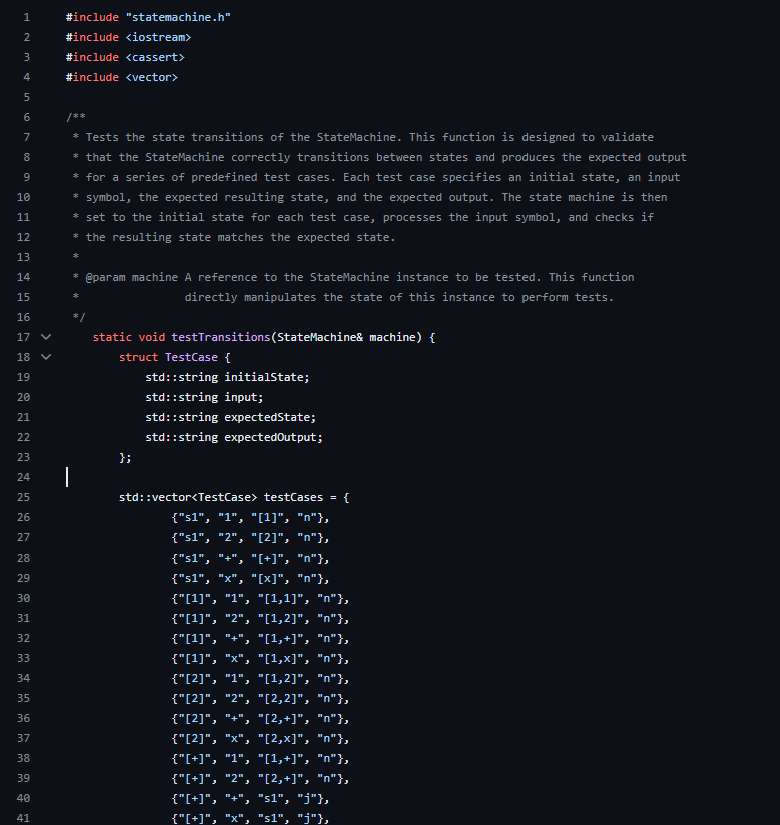 1 #include "statemachine.h"
2 #include <iostream>
3 #include <cassert>
4 #include <vector>
5
6 /**
7 * Tests the state transitions of the StateMachine. This function is designed to validate
8 * that the StateMachine correctly transitions between states and produces the expected output
9 * for a series of predefined test cases. Each test case specifies an initial state, an input
10 * symbol, the expected resulting state, and the expected output. The state machine is then
11 * set to the initial state for each test case, processes the input symbol, and checks if
12 * the resulting state matches the expected state.
13 *
14 * @param machine A reference to the StateMachine instance to be tested. This function
15 * directly manipulates the state of this instance to perform tests.
16 */
17 static void testTransitions(StateMachine& machine) {
18 struct TestCase {
19 std::string initialState;
20 std::string input;
21 std::string expectedState;
22 std::string expectedOutput;
23 };
24
25 std::vector<TestCase> testCases = {
26 {"s1", "1", "[1]", "n"},
27 {"s1", "2", "[2]", "n"},
28 {"s1", "+", "[+]", "n"},
29 {"s1", "x", "[x]", "n"},
30 {"[1]", "1", "[1,1]", "n"},
31 {"[1]", "2", "[1,2]", "n"},
32 {"[1]", "+", "[1,+]", "n"},
33 {"[1]", "x", "[1,x]", "n"},
34 {"[2]", "1", "[1,2]", "n"},
35 {"[2]", "2", "[2,2]", "n"},
36 {"[2]", "+", "[2,+]", "n"},
37 {"[2]", "x", "[2,x]", "n"},
38 {"[+]", "1", "[1,+]", "n"},
39 {"[+]", "2", "[2,+]", "n"},
40 {"[+]", "+", "s1", "j"},
41 {"[+]", "x", "s1", "j"},